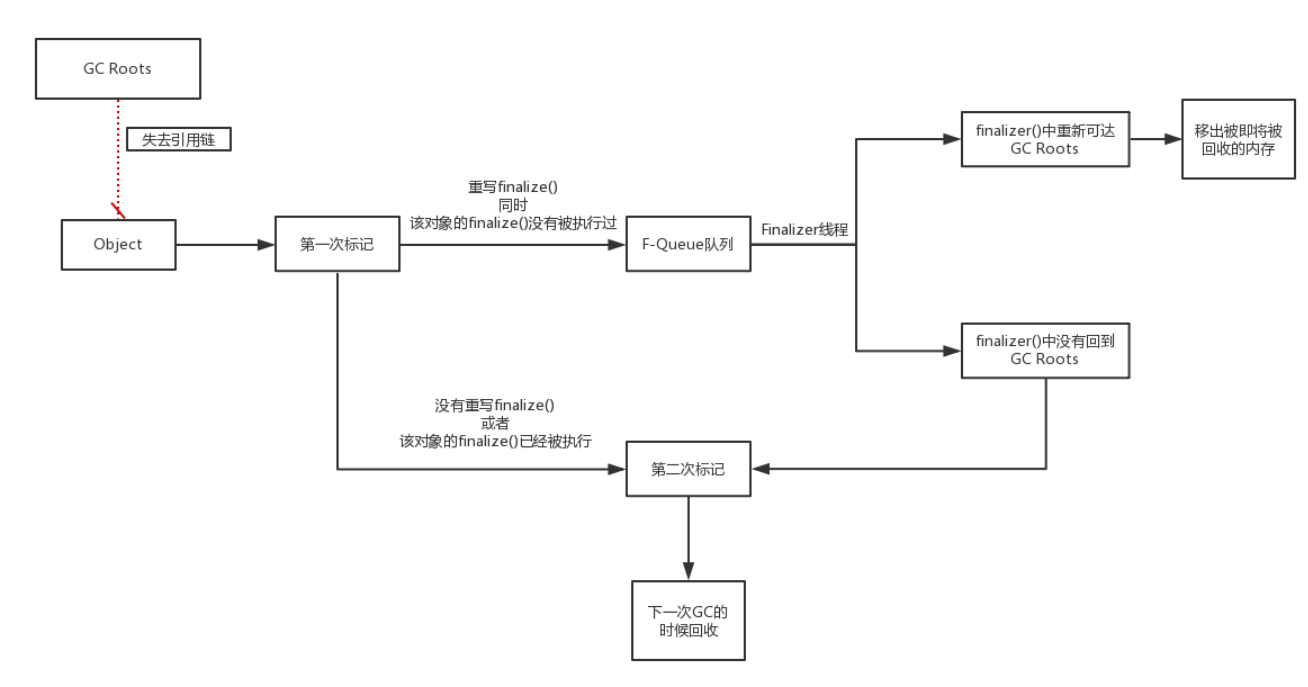 GC Roots
失去引用链
Object
第一次标记
重写finalize()
同时
该对象的finalize()没有被执行过
F-Queue队列
Finalizer线程
finalizer()中重新可达
GC Roots
移出被即将被
回收的内存
finalizer()中没有回到
GC Roots
没有重写finalize()
或者
该对象的finalize()已经被执行
第二次标记
下一次GC的
时候回收